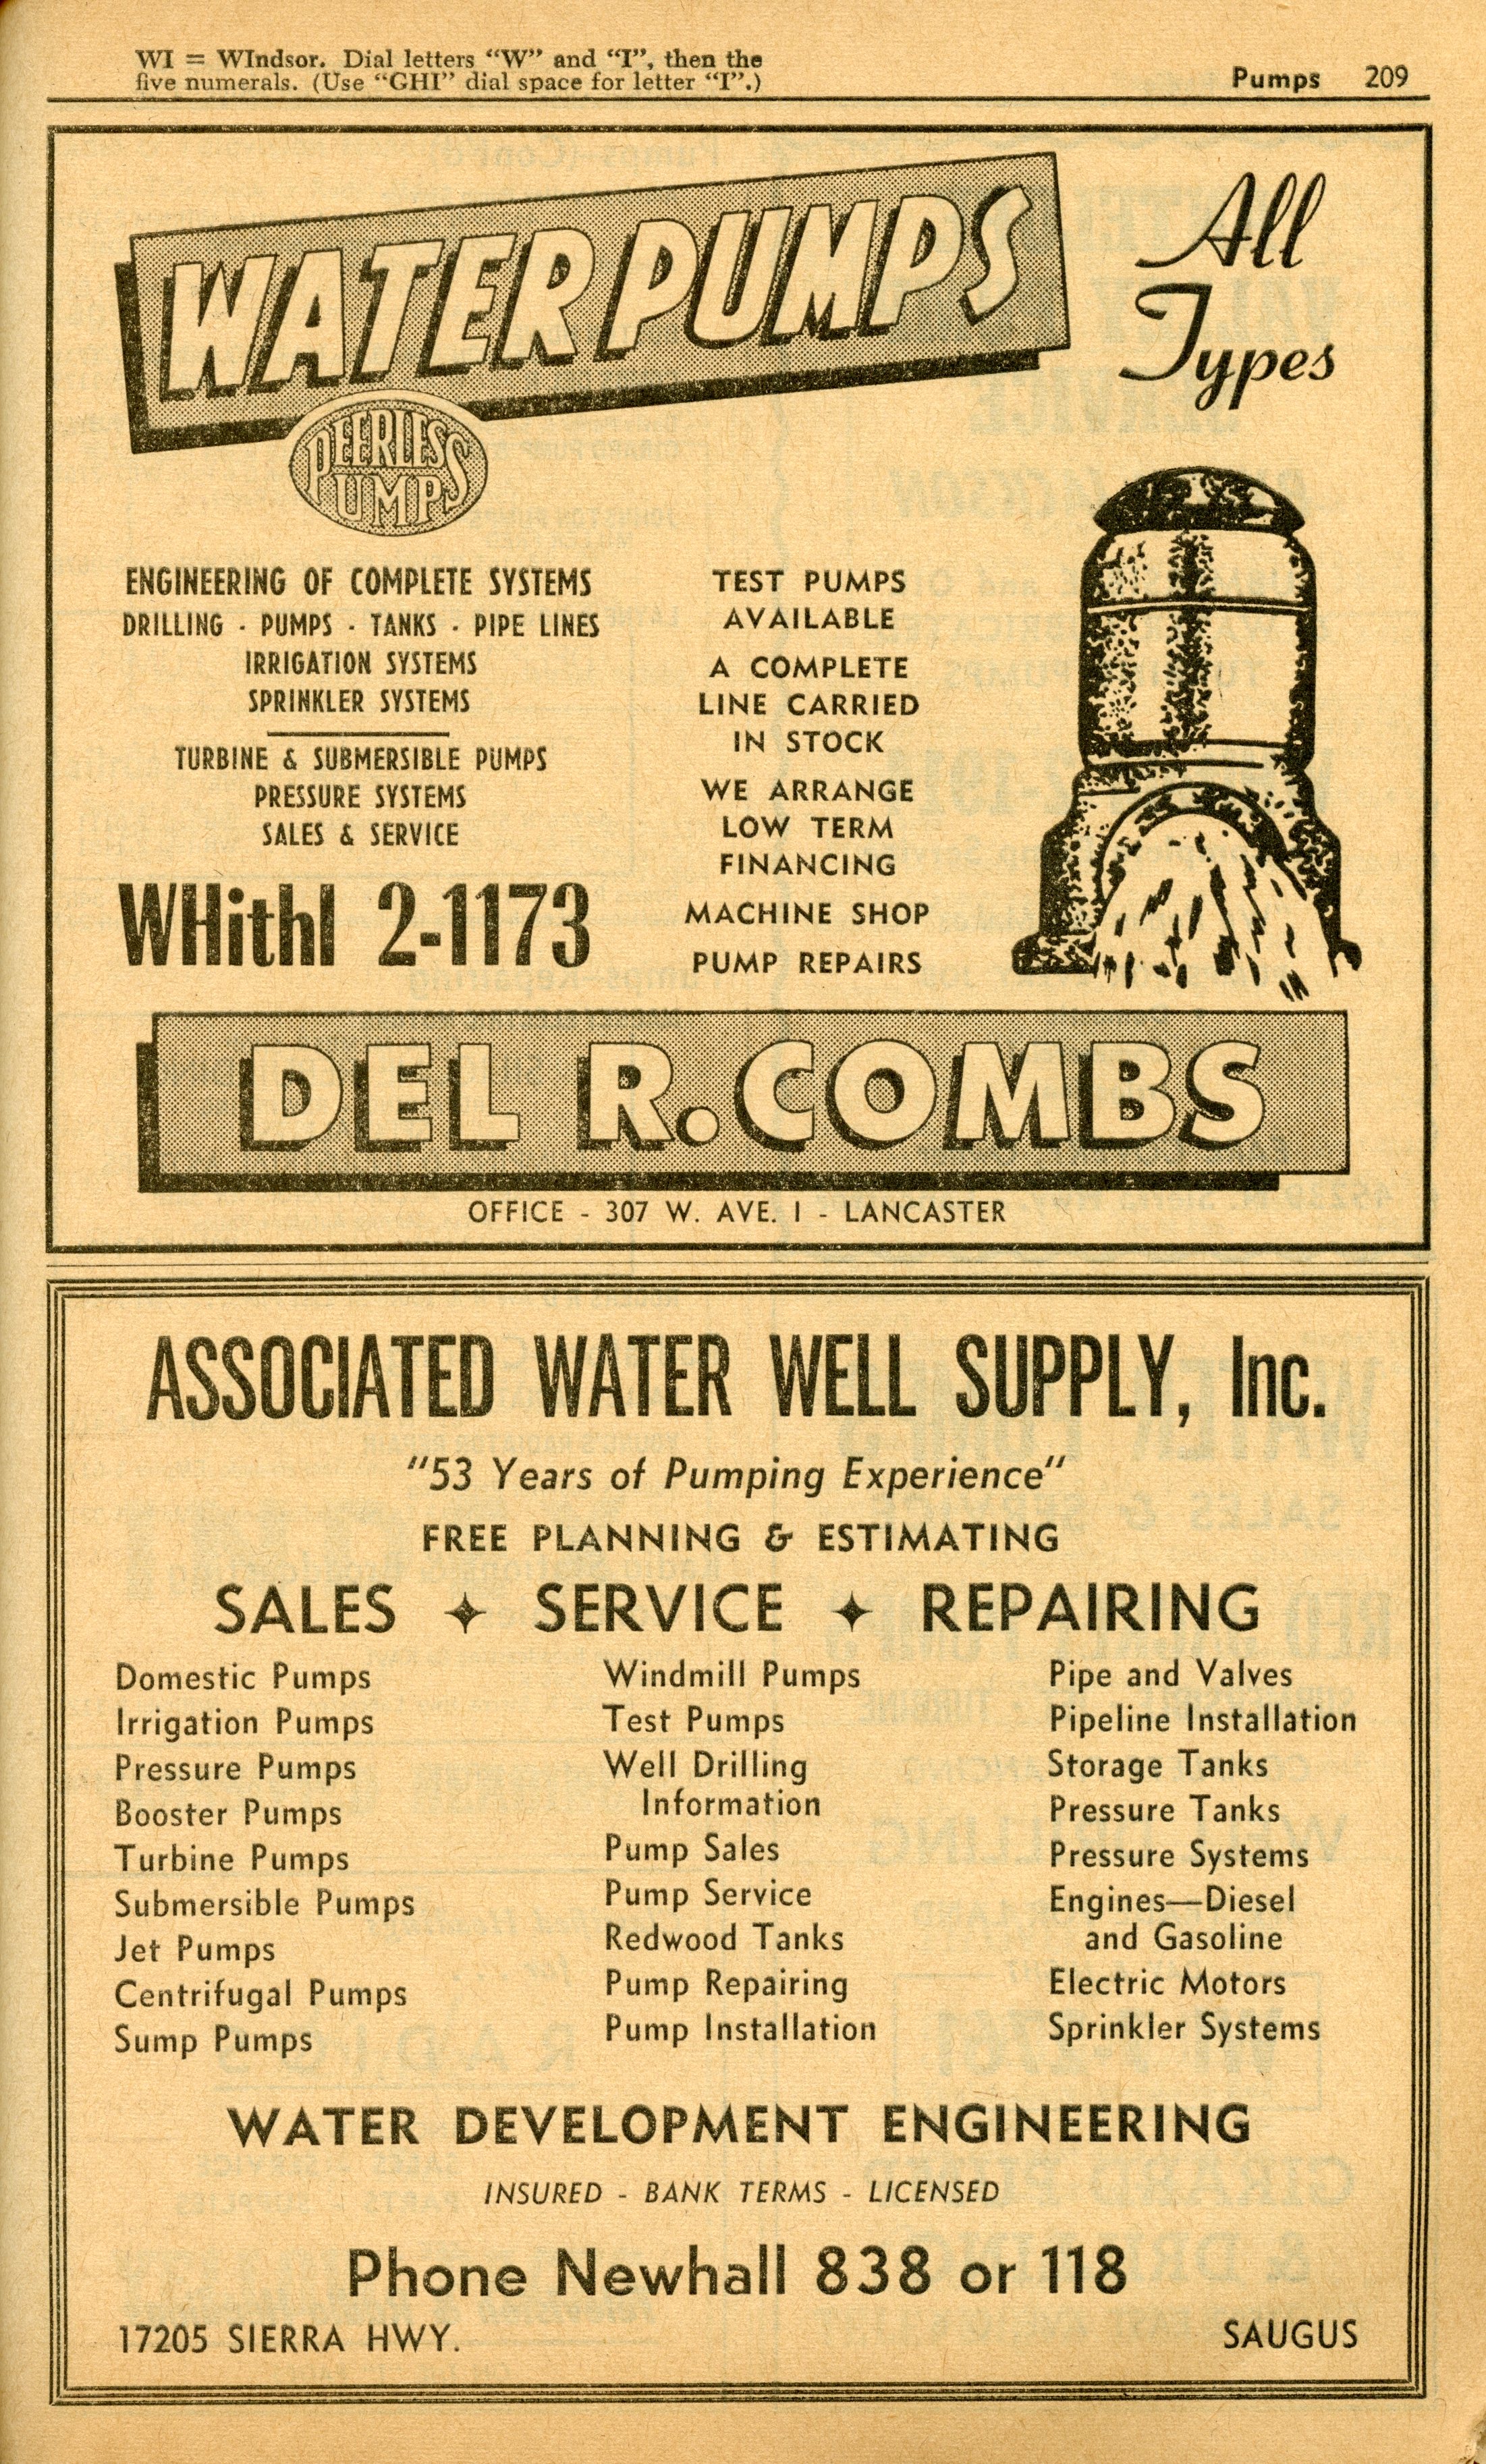 WI = WIndsor. Dial letters “W” and “I”, then the
five numerals. (Use “GHI” dial space for letter “I”.)
Pumps 209
WATER PUMPS
All
Types
PEERLESS
PUMPS
ENGINEERING OF COMPLETE SYSTEMS
DRILLING - PUMPS - TANKS - PIPE LINES
IRRIGATION SYSTEMS
SPRINKLER SYSTEMS
TURBINE & SUBMERSIBLE PUMPS
PRESSURE SYSTEMS
SALES & SERVICE
WHithl 2-1173
TEST PUMPS
AVAILABLE
A COMPLETE
LINE CARRIED
IN STOCK
WE ARRANGE
LOW TERM
FINANCING
MACHINE SHOP
PUMP REPAIRS
DEL R. COMBS
OFFICE - 307 W. AVE. I - LANCASTER
ASSOCIATED WATER WELL SUPPLY, Inc.
"53 Years of Pumping Experience"
FREE PLANNING & ESTIMATING
SALES ✦ SERVICE ✦ REPAIRING
Domestic Pumps
Irrigation Pumps
Pressure Pumps
Booster Pumps
Turbine Pumps
Submersible Pumps
Jet Pumps
Centrifugal Pumps
Sump Pumps
Windmill Pumps
Test Pumps
Well Drilling
Information
Pump Sales
Pump Service
Redwood Tanks
Pump Repairing
Pump Installation
Pipe and Valves
Pipeline Installation
Storage Tanks
Pressure Tanks
Pressure Systems
Engines—Diesel
and Gasoline
Electric Motors
Sprinkler Systems
WATER DEVELOPMENT ENGINEERING
INSURED - BANK TERMS - LICENSED
Phone Newhall 838 or 118
17205 SIERRA HWY.
SAUGUS